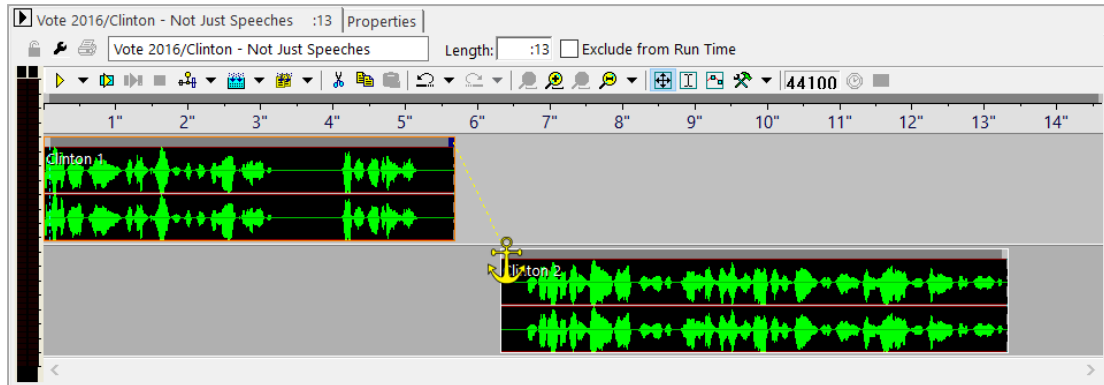 Vote 2016/Clinton - Not Just Speeches :13 Properties
Vote 2016/Clinton - Not Just Speeches Length: :13 Exclude from Run Time
44100
1" 2" 3" 4" 5" 6" 7" 8" 9" 10" 11" 12" 13" 14"
Clinton 1
Clinton 2